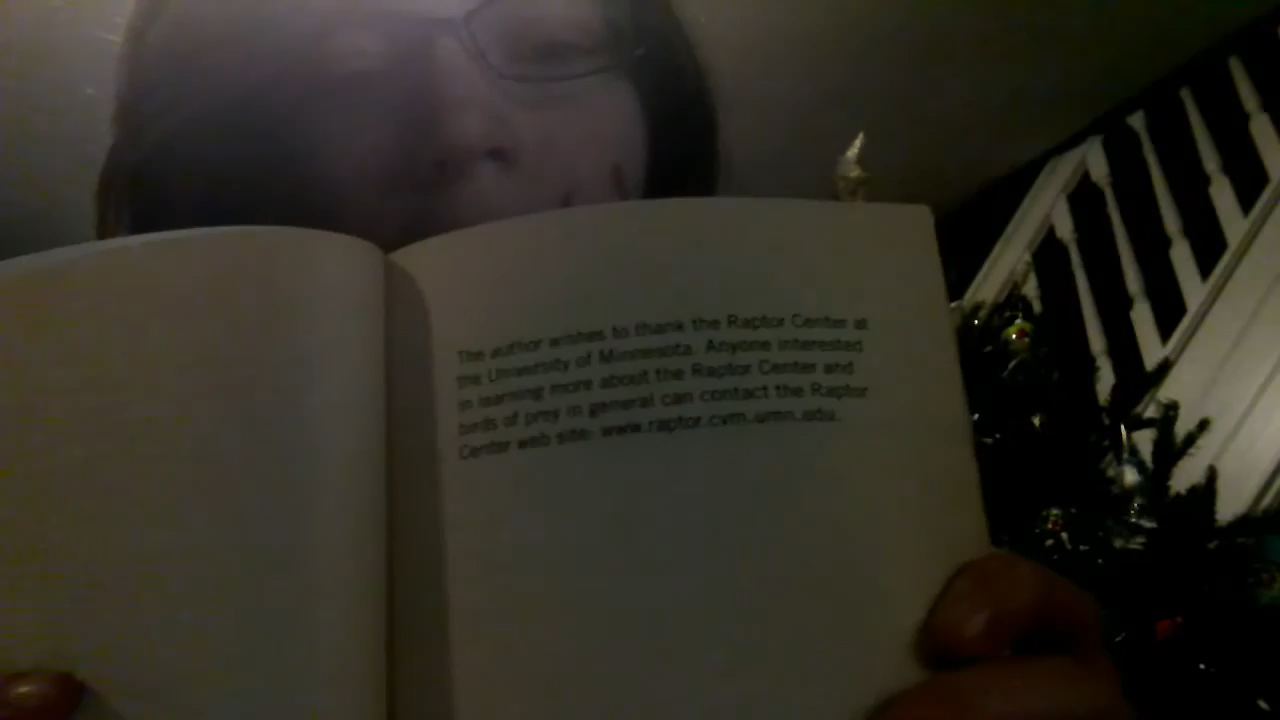 The author wishes to thank the Raptor Center at
the University of Minnesota. Anyone interested
in learning more about the Raptor Center and
birds of prey in general can contact the Raptor
Center web site: www.raptor.cvm.umn.edu.